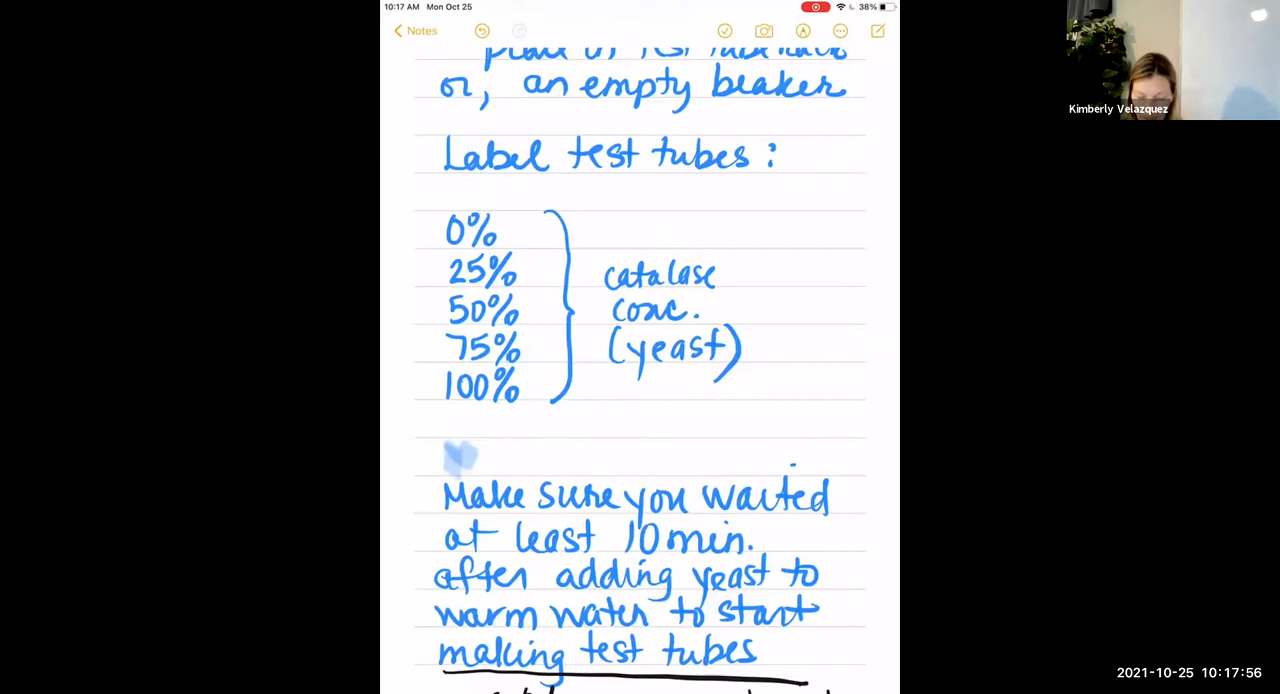 10:17 AM Mon Oct 25
38%
Notes
or, an empty beaker
Label test tubes:
0%
25%
50%
75%
100%
catalase
conc.
(yeast)
Make sure you waited
at least 10 min.
after adding yeast to
warm water to start
making test tubes
Kimberly Velazquez
2021-10-25 10:17:56